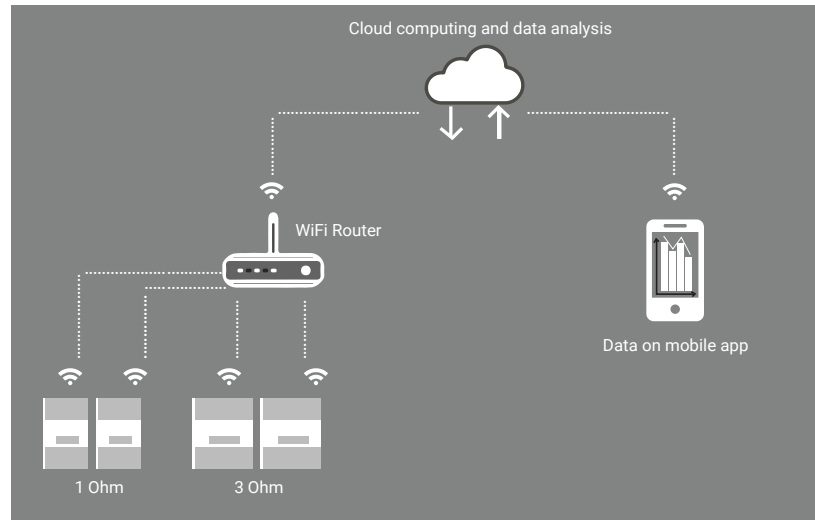 Cloud computing and data analysis
WiFi Router
Data on mobile app
1 Ohm
3 Ohm